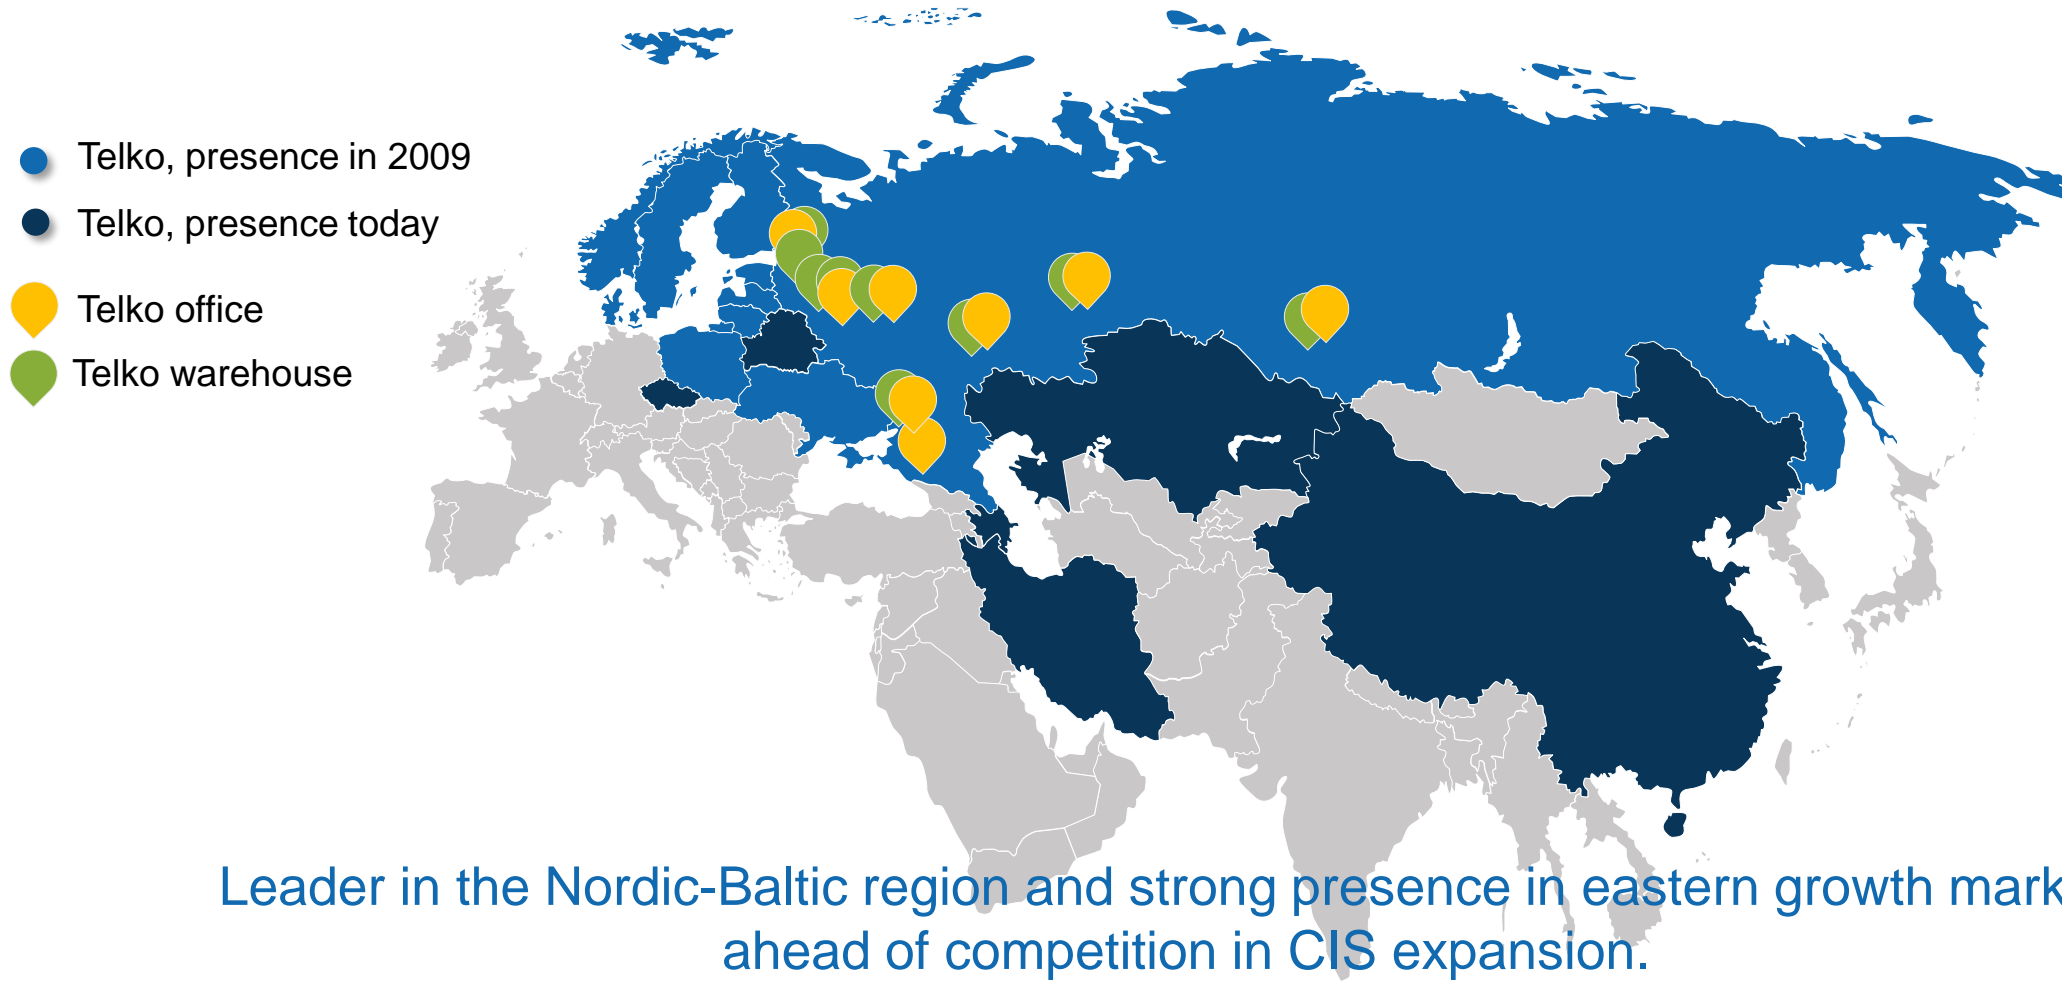 Telko, presence in 2009
Telko, presence today
Telko office
Telko warehouse
Leader in the Nordic-Baltic region and strong presence in eastern growth mark
ahead of competition in CIS expansion.